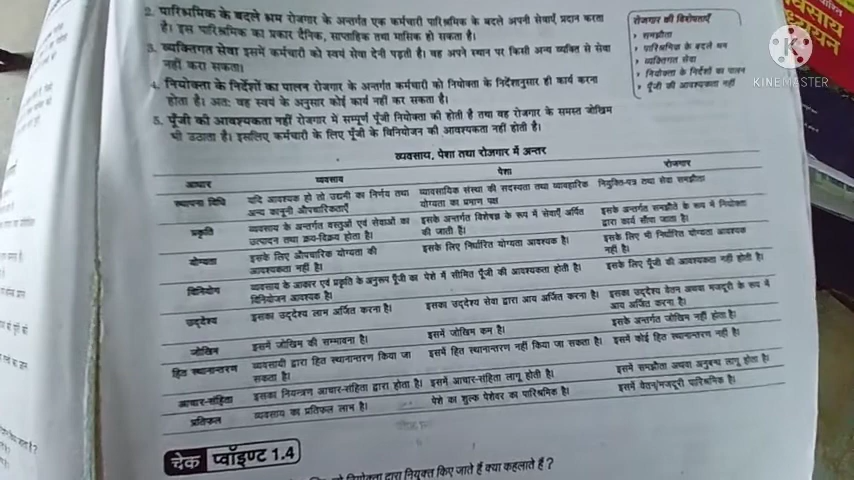 2. पारिश्रमिक के बदले श्रम रोजगार के अन्तर्गत एक कर्मचारी पारिश्रमिक के बदले अपनी सेवाएँ प्रदान करता
है। इस पारिश्रमिक का प्रकार दैनिक, साप्ताहिक तथा मासिक हो सकता है।
3. व्यक्तिगत सेवा इसमें कर्मचारी को स्वयं सेवा देनी पड़ती है। वह अपने स्थान पर किसी अन्य व्यक्ति से सेवा
नहीं करा सकता।
4. नियोक्ता के निर्देशों का पालन रोजगार के अन्तर्गत कर्मचारी को नियोक्ता के निर्देशानुसार ही कार्य करना
होता है। अतः वह स्वयं के अनुसार कोई कार्य नहीं कर सकता है।
5. पूँजी की आवश्यकता नहीं रोजगार में सम्पूर्ण पूँजी नियोक्ता की होती है तथा वह रोजगार के समस्त जोखिम
भी उठाता है। इसलिए कर्मचारी के लिए पूँजी के विनियोजन की आवश्यकता नहीं होती है।
रोजगार की विशेषताएँ
› समझौता
› पारिश्रमिक के बदले श्रम
› व्यक्तिगत सेवा
› नियोक्ता के निर्देशों का पालन
› पूँजी की आवश्यकता नहीं
KINEMASTER
व्यवसाय, पेशा तथा रोजगार में अन्तर
आधार व्यवसाय पेशा रोजगार
स्थापना विधि यदि आवश्यक हो तो उद्यमी का निर्णय तथा व्यावसायिक संस्था की सदस्यता तथा व्यावहारिक नियुक्ति-पत्र तथा सेवा समझौता
अन्य कानूनी औपचारिकताएँ योग्यता का प्रमाण पत्र
प्रकृति व्यवसाय के अन्तर्गत वस्तुओं एवं सेवाओं का इसके अन्तर्गत विशेषज्ञ के रूप में सेवाएँ अर्पित इसके अन्तर्गत समझौते के रूप में नियोक्ता
उत्पादन तथा क्रय-विक्रय होता है। की जाती है। द्वारा कार्य सौंपा जाता है।
योग्यता इसके लिए औपचारिक योग्यता की इसके लिए निर्धारित योग्यता आवश्यक है। इसके लिए भी निर्धारित योग्यता आवश्यक
आवश्यकता नहीं है। नहीं है।
विनियोग व्यवसाय के आकार एवं प्रकृति के अनुरूप पूँजी का पेशे में सीमित पूँजी की आवश्यकता होती है। इसके लिए पूँजी की आवश्यकता नहीं होती है।
विनियोजन आवश्यक है।
उद्देश्य इसका उद्देश्य लाभ अर्जित करना है। इसका उद्देश्य सेवा द्वारा आय अर्जित करना है। इसका उद्देश्य वेतन अथवा मजदूरी के रूप में
आय अर्जित करना है।
जोखिम इसमें जोखिम की सम्भावना है। इसमें जोखिम कम है। इसके अन्तर्गत जोखिम नहीं होता है।
हित स्थानान्तरण व्यवसायी द्वारा हित स्थानान्तरण किया जा इसमें हित स्थानान्तरण नहीं किया जा सकता है। इसमें कोई हित स्थानान्तरण नहीं है।
सकता है।
आचार-संहिता इसका नियन्त्रण आचार-संहिता द्वारा होता है। इसमें आचार-संहिता लागू होती है। इसमें समझौता अथवा अनुबन्ध लागू होता है।
प्रतिफल व्यवसाय का प्रतिफल लाभ है। पेशे का शुल्क पेशेवर का पारिश्रमिक है। इसमें वेतन/मजदूरी पारिश्रमिक है।
चेक प्वॉइण्ट 1.4
नियोक्ता द्वारा नियुक्त किए जाते हैं क्या कहलाते हैं ?